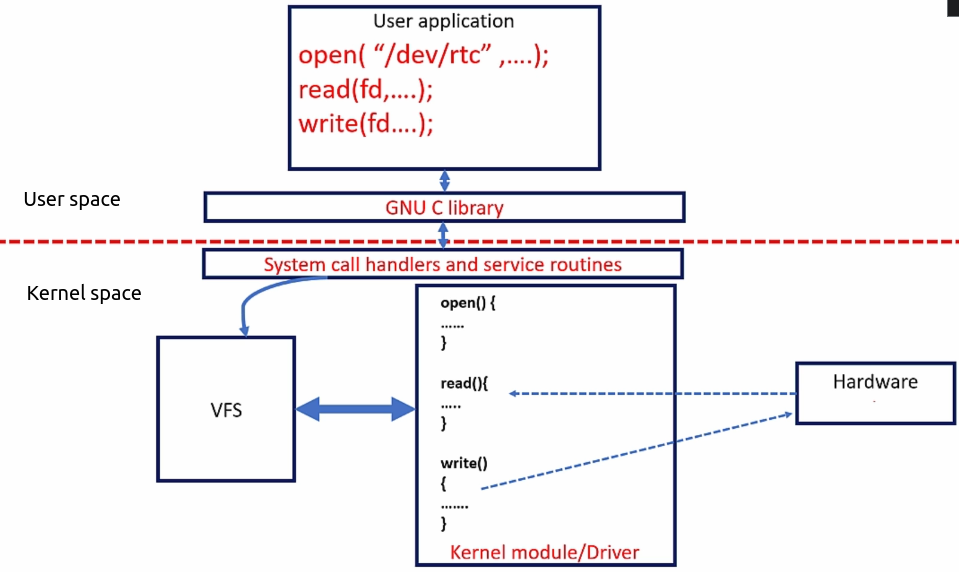 User application
open( “/dev/rtc” ,....);
read(fd,....);
write(fd....);
User space
GNU C library
System call handlers and service routines
Kernel space
open() {
......
}
read(){
.....
}
write()
{
.......
}
Kernel module/Driver
VFS
Hardware